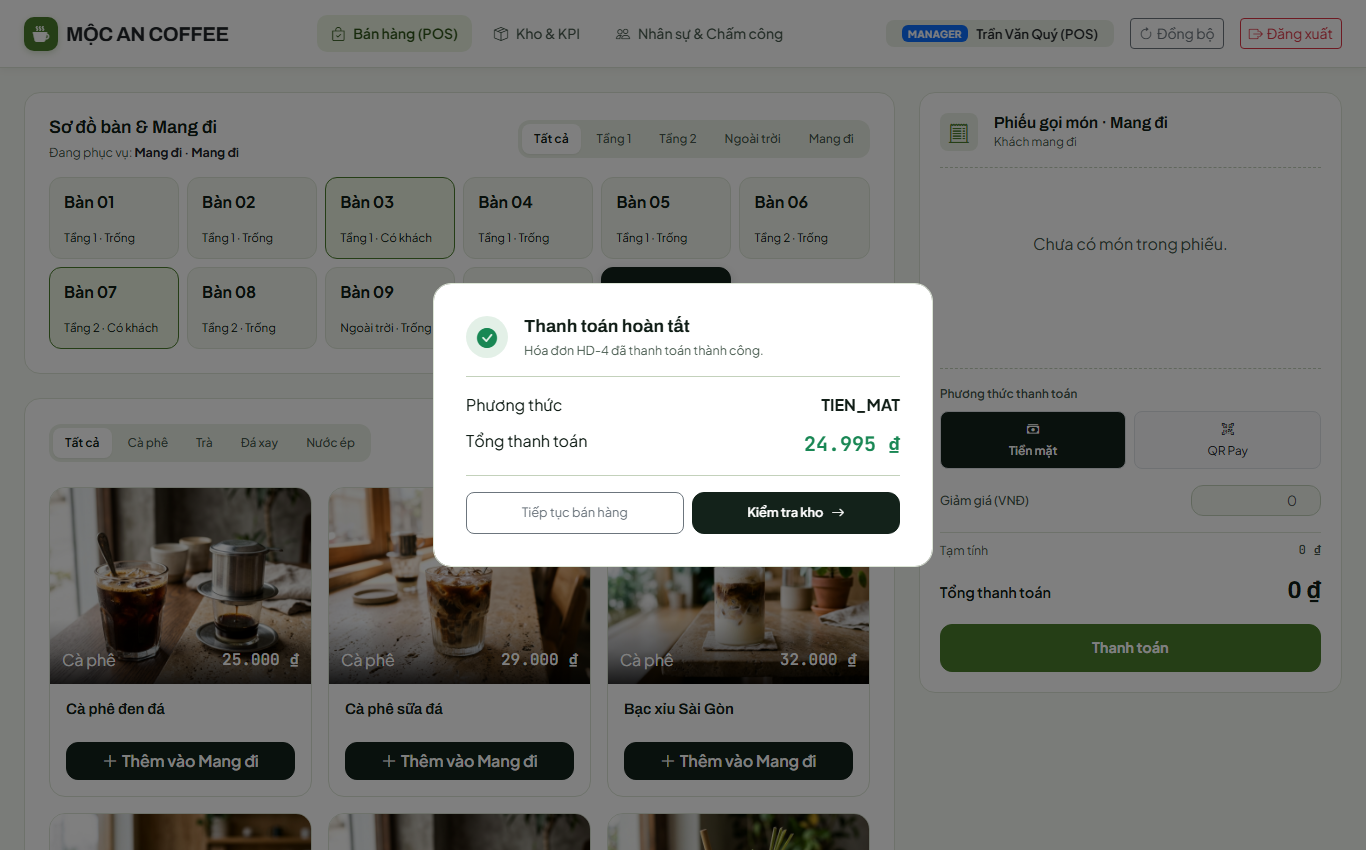 MỘC AN COFFEE
Bán hàng (POS)
Kho & KPI
Nhân sự & Chấm công
MANAGER Trần Văn Quý (POS)
Đồng bộ
Đăng xuất
Sơ đồ bàn & Mang đi
Đang phục vụ: Mang đi · Mang đi
Tất cả Tầng 1 Tầng 2 Ngoài trời Mang đi
Bàn 01 Bàn 02 Bàn 03 Bàn 04 Bàn 05 Bàn 06
Tầng 1 · Trống Tầng 1 · Trống Tầng 1 · Có khách Tầng 1 · Trống Tầng 1 · Trống Tầng 2 · Trống
Bàn 07 Bàn 08 Bàn 09
Tầng 2 · Có khách Tầng 2 · Trống Ngoài trời · Trống
Thanh toán hoàn tất
Hóa đơn HD-4 đã thanh toán thành công.
Phương thức TIEN_MAT
Tổng thanh toán 24.995 đ
Tiếp tục bán hàng Kiểm tra kho →
Tất cả Cà phê Trà Đá xay Nước ép
Cà phê 25.000 đ Cà phê 29.000 đ Cà phê 32.000 đ
Cà phê đen đá Cà phê sữa đá Bạc xỉu Sài Gòn
+ Thêm vào Mang đi + Thêm vào Mang đi + Thêm vào Mang đi
Phiếu gọi món · Mang đi
Khách mang đi
Chưa có món trong phiếu.
Phương thức thanh toán
Tiền mặt QR Pay
Giảm giá (VNĐ) 0
Tạm tính 0 đ
Tổng thanh toán 0 đ
Thanh toán